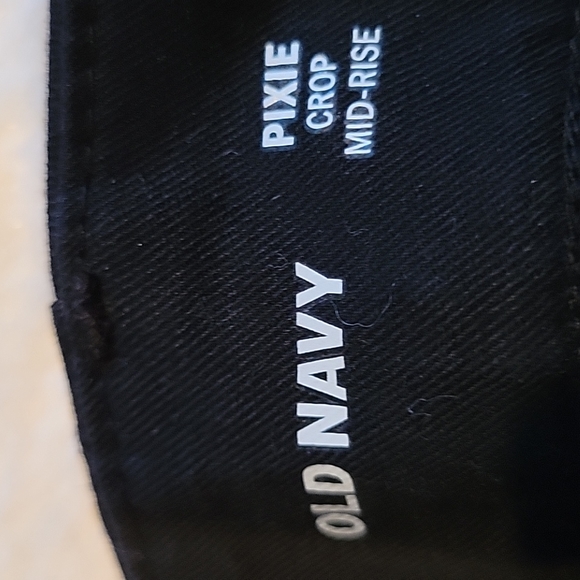 OLD NAVY
PIXIE
CROP
MID-RISE